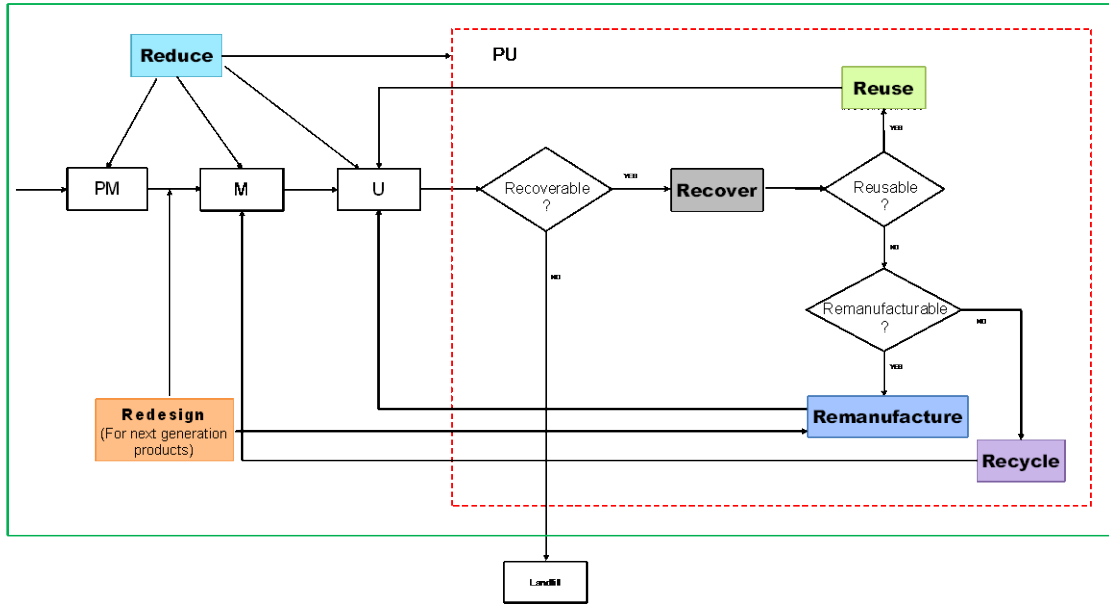 PU
Reduce
Reuse
YES
PM
M
U
Recoverable
?
YES
Recover
Reusable
?
NO
NO
Remanufacturable
?
NO
YES
Redesign
(For next generation
products)
Remanufacture
Recycle
Landfill